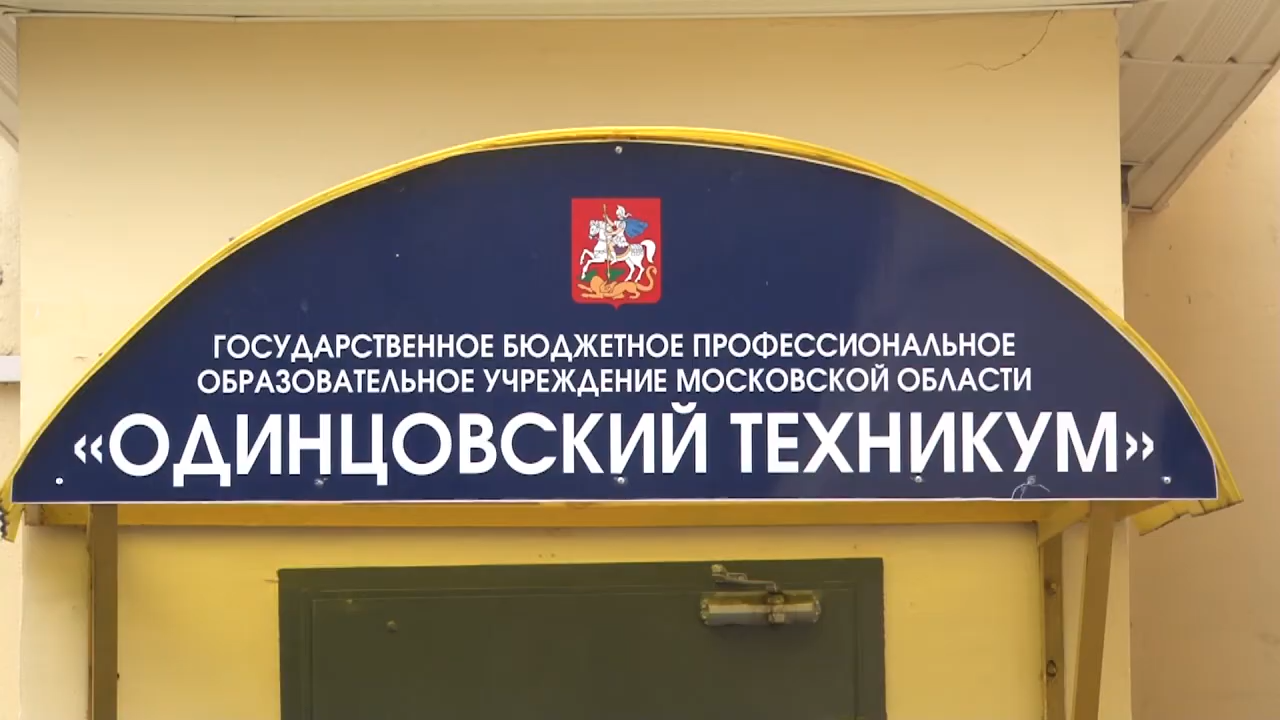 ГОСУДАРСТВЕННОЕ БЮДЖЕТНОЕ ПРОФЕССИОНАЛЬНОЕ
ОБРАЗОВАТЕЛЬНОЕ УЧРЕЖДЕНИЕ МОСКОВСКОЙ ОБЛАСТИ
«ОДИНЦОВСКИЙ ТЕХНИКУМ»